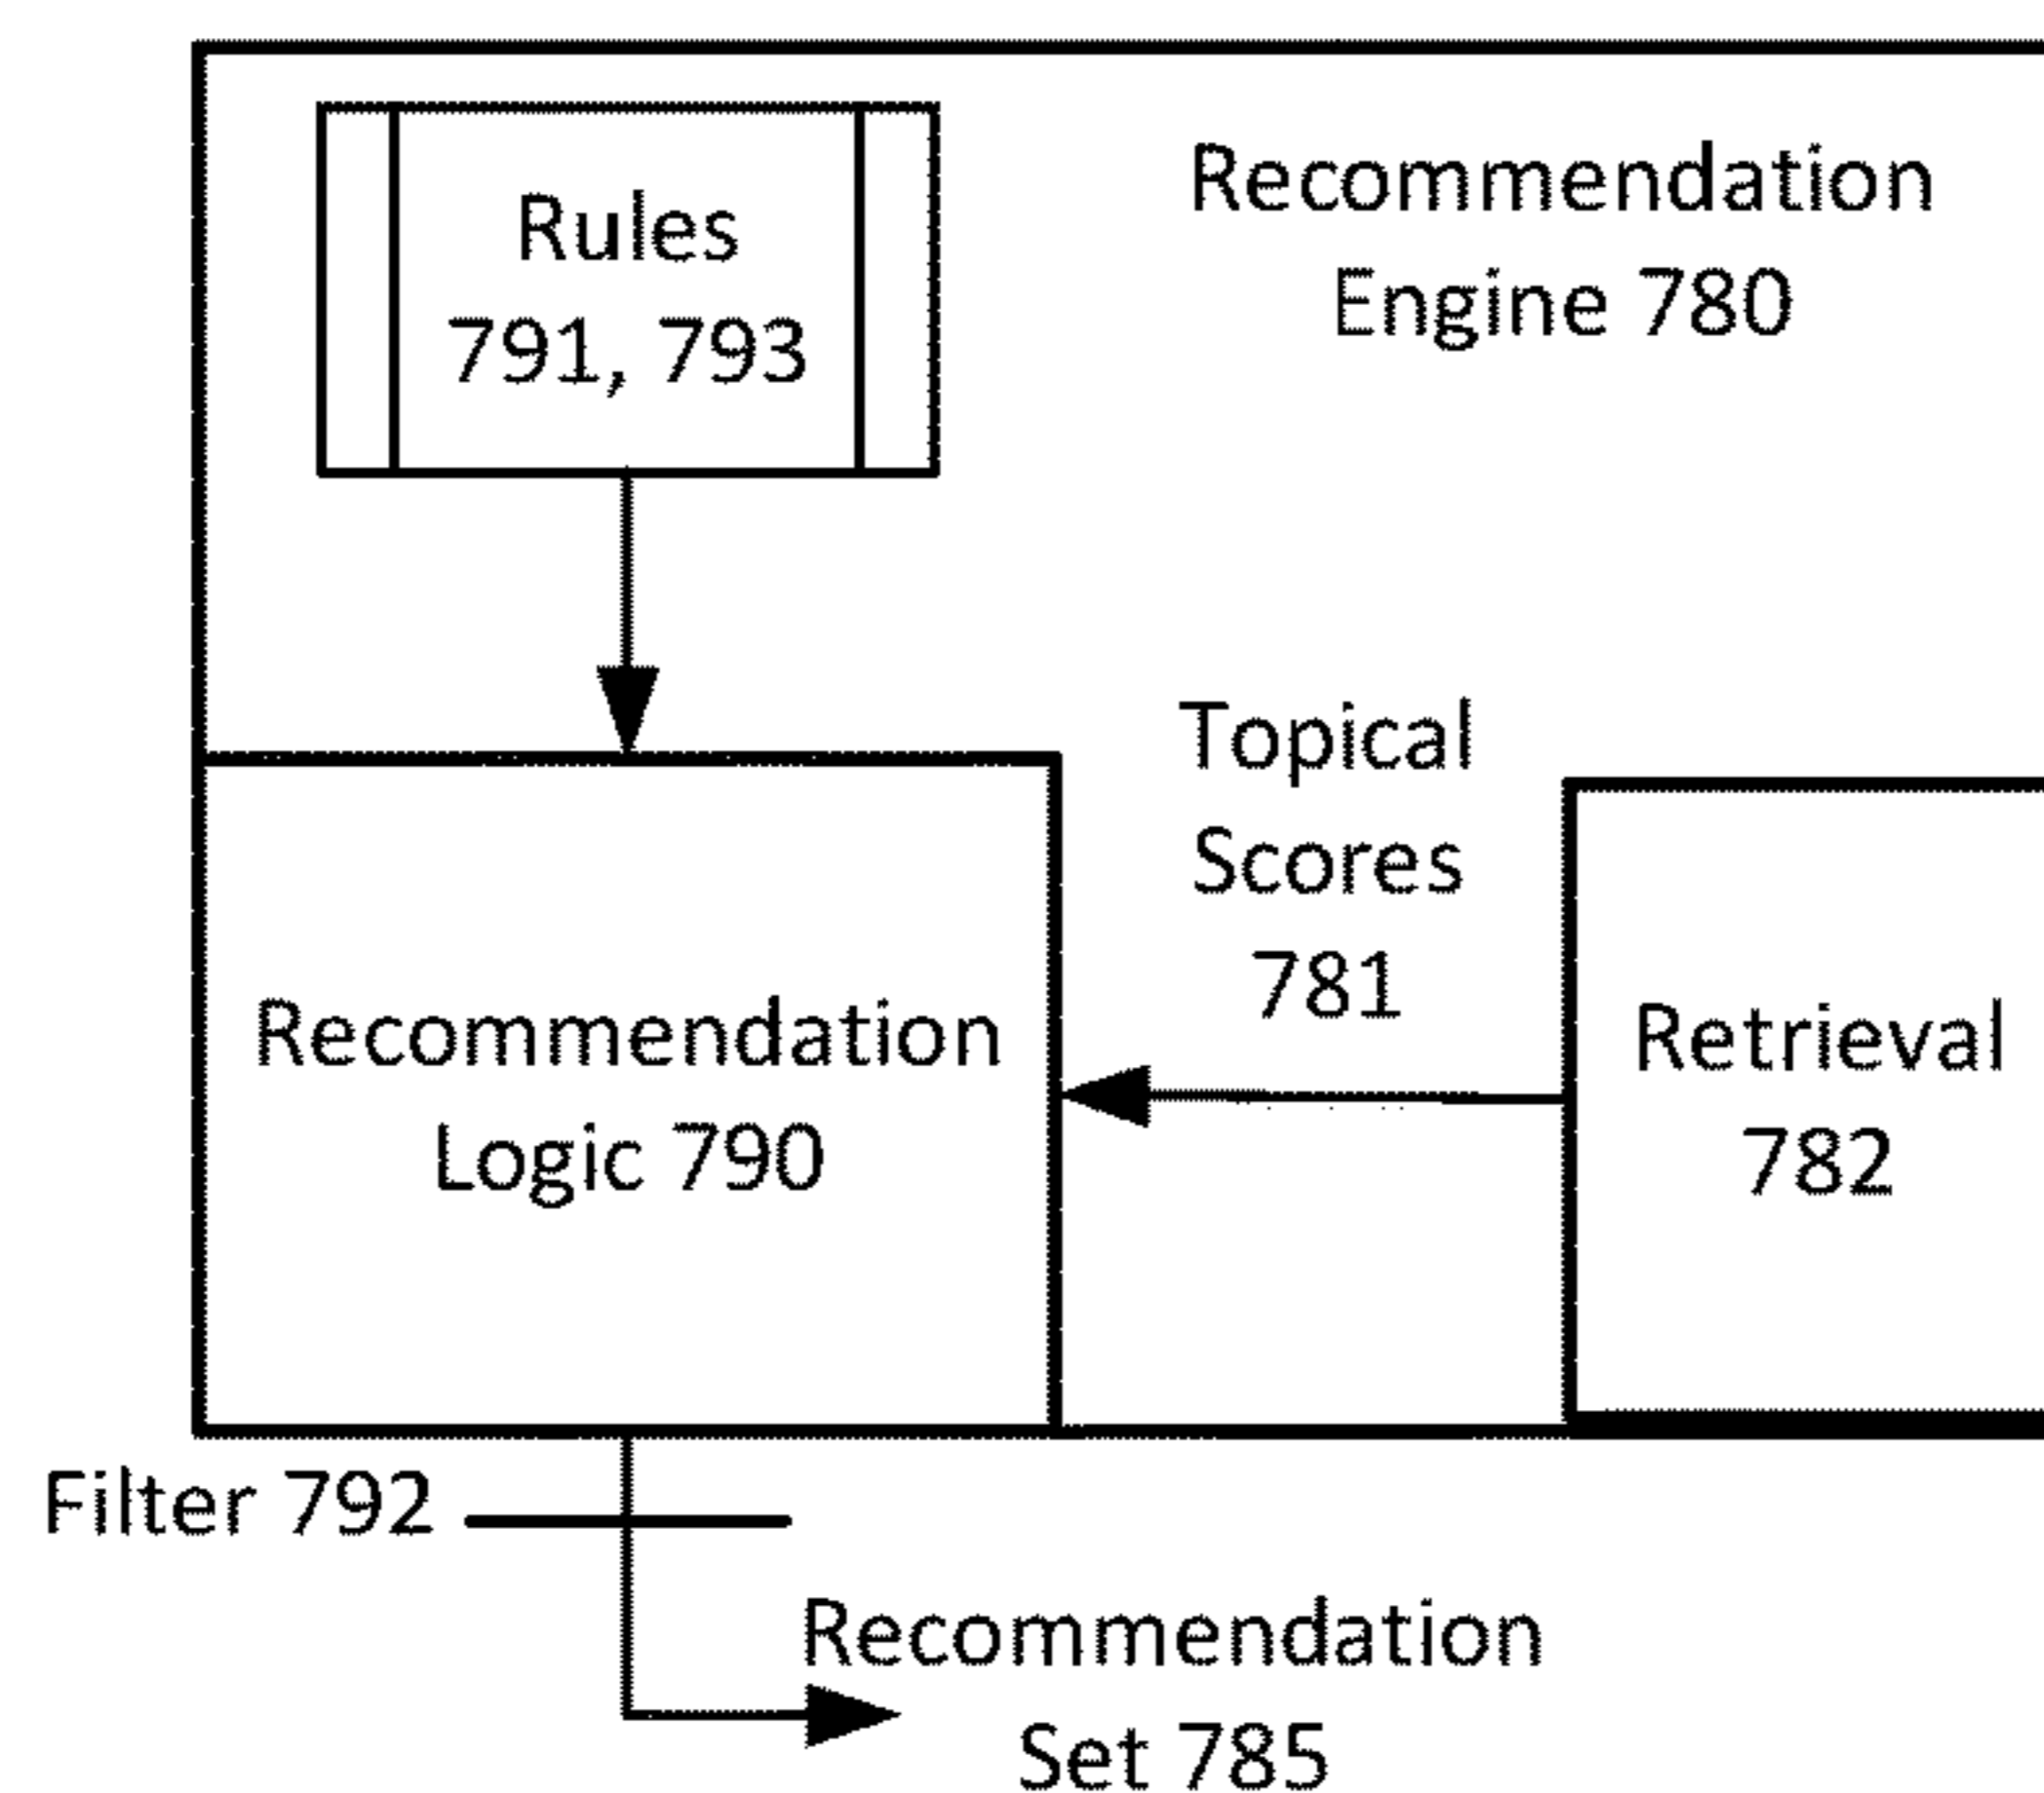 Rules
791, 793
Recommendation
Engine 780
Topical
Scores
781
Recommendation
Logic 790
Retrieval
782
Filter 792
Recommendation
Set 785